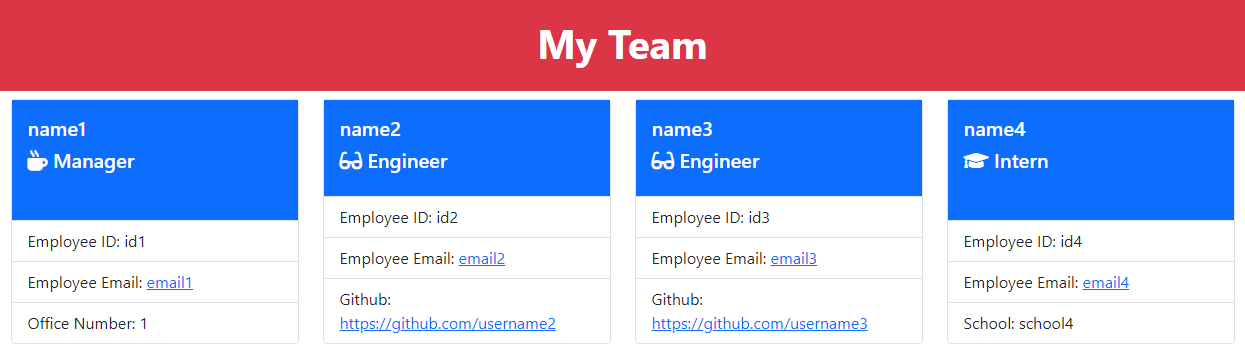 My Team
name1
Manager
Employee ID: id1
Employee Email: email1
Office Number: 1
name2
Engineer
Employee ID: id2
Employee Email: email2
Github:
https://github.com/username2
name3
Engineer
Employee ID: id3
Employee Email: email3
Github:
https://github.com/username3
name4
Intern
Employee ID: id4
Employee Email: email4
School: school4